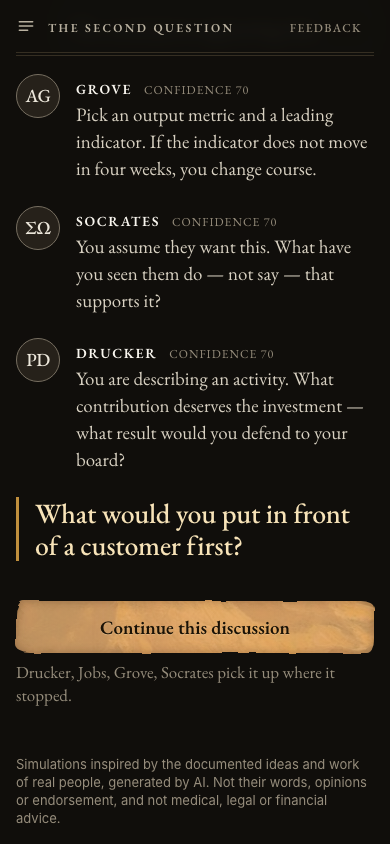 THE SECOND QUESTION FEEDBACK
AG GROVE CONFIDENCE 70
Pick an output metric and a leading
indicator. If the indicator does not move
in four weeks, you change course.
ΣΩ SOCRATES CONFIDENCE 70
You assume they want this. What have
you seen them do — not say — that
supports it?
PD DRUCKER CONFIDENCE 70
You are describing an activity. What
contribution deserves the investment —
what result would you defend to your
board?
What would you put in front
of a customer first?
Continue this discussion
Drucker, Jobs, Grove, Socrates pick it up where it
stopped.
Simulations inspired by the documented ideas and work
of real people, generated by AI. Not their words, opinions
or endorsement, and not medical, legal or financial
advice.